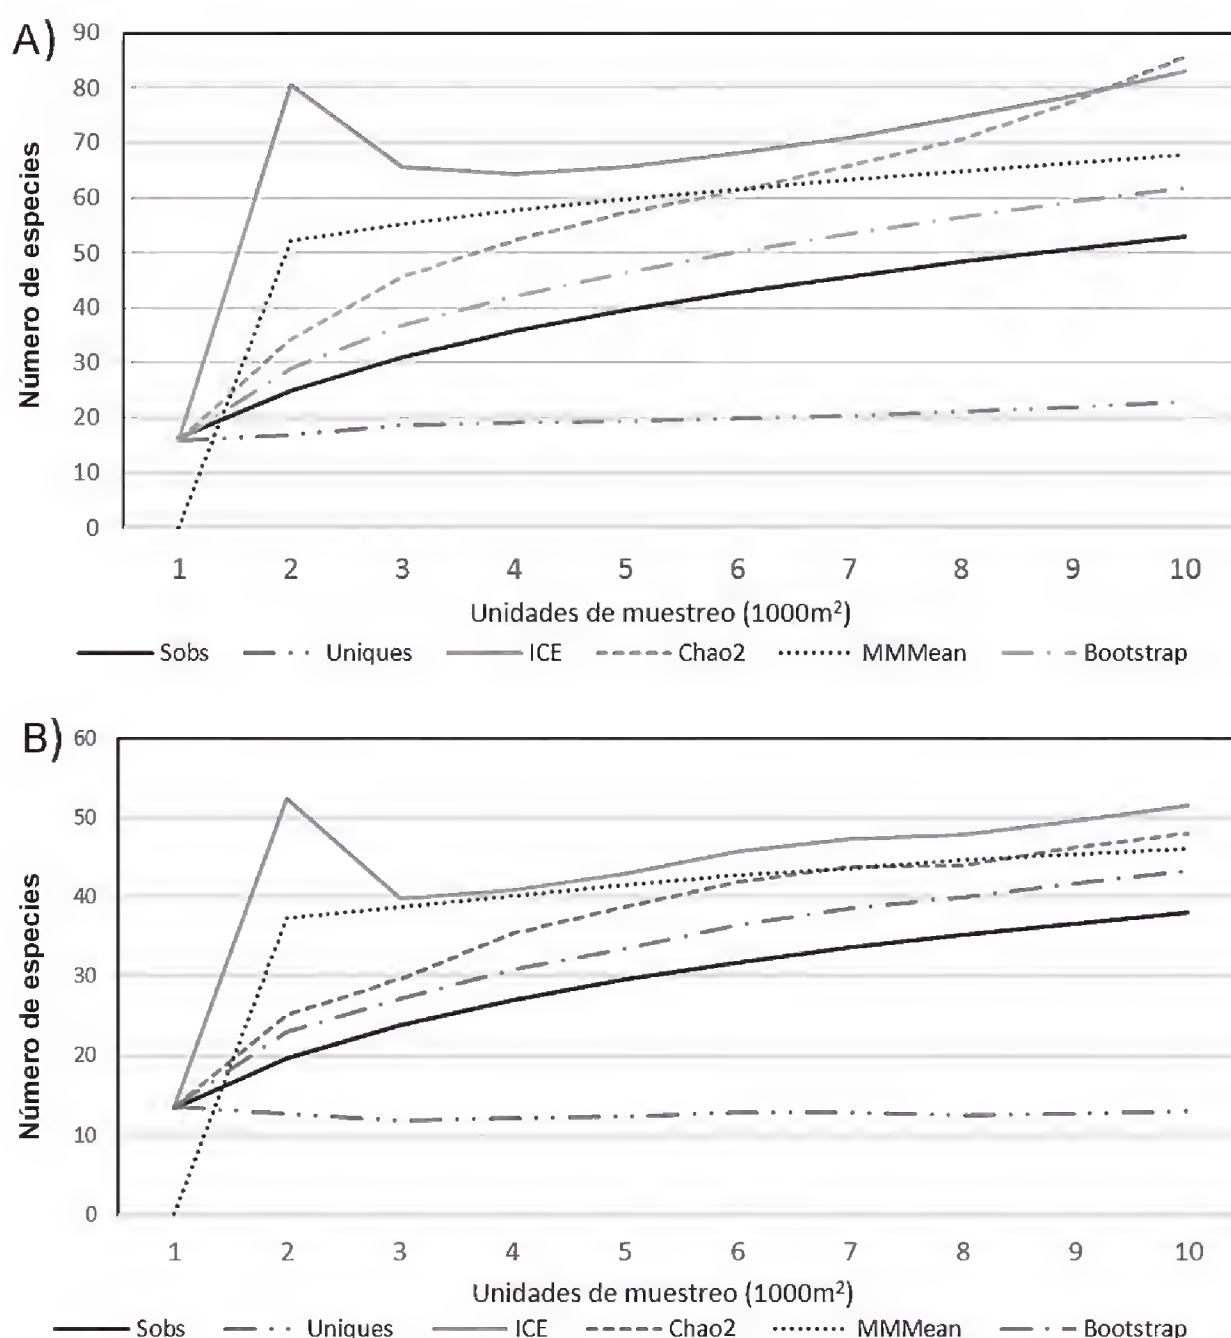 A)
Número de especies
90
80
70
60
50
40
30
20
10
0
1 2 3 4 5 6 7 8 9 10
Unidades de muestreo (1000m²)
Sobs Uniques ICE Chao2 MMMean Bootstrap
B)
Número de especies
60
50
40
30
20
10
0
1 2 3 4 5 6 7 8 9 10
Unidades de muestreo (1000m²)
Sobs Uniques ICE Chao2 MMMean Bootstrap